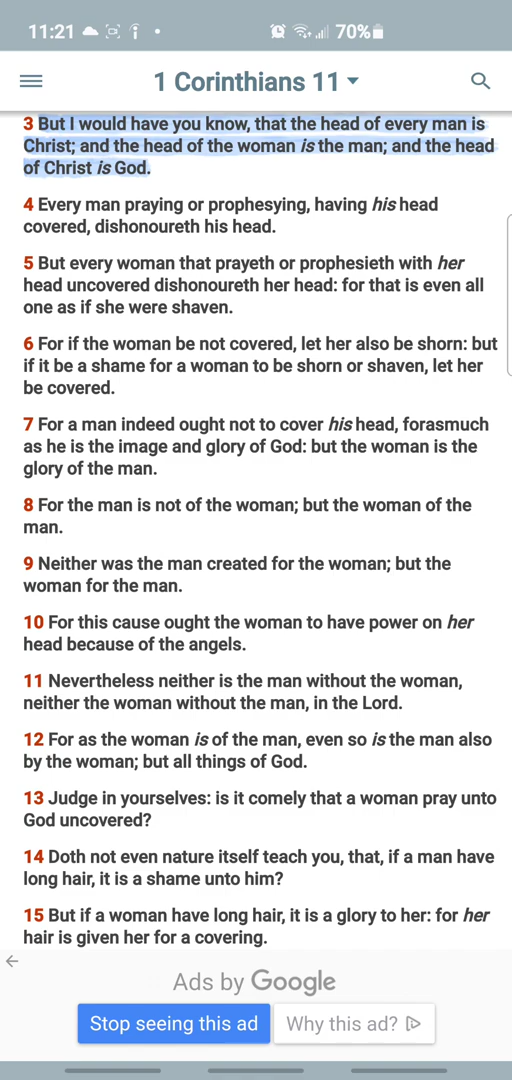 11:21 70%
1 Corinthians 11
3 But I would have you know, that the head of every man is
Christ; and the head of the woman is the man; and the head
of Christ is God.
4 Every man praying or prophesying, having his head
covered, dishonoureth his head.
5 But every woman that prayeth or prophesieth with her
head uncovered dishonoureth her head: for that is even all
one as if she were shaven.
6 For if the woman be not covered, let her also be shorn: but
if it be a shame for a woman to be shorn or shaven, let her
be covered.
7 For a man indeed ought not to cover his head, forasmuch
as he is the image and glory of God: but the woman is the
glory of the man.
8 For the man is not of the woman; but the woman of the
man.
9 Neither was the man created for the woman; but the
woman for the man.
10 For this cause ought the woman to have power on her
head because of the angels.
11 Nevertheless neither is the man without the woman,
neither the woman without the man, in the Lord.
12 For as the woman is of the man, even so is the man also
by the woman; but all things of God.
13 Judge in yourselves: is it comely that a woman pray unto
God uncovered?
14 Doth not even nature itself teach you, that, if a man have
long hair, it is a shame unto him?
15 But if a woman have long hair, it is a glory to her: for her
hair is given her for a covering.
Ads by Google
Stop seeing this ad Why this ad?